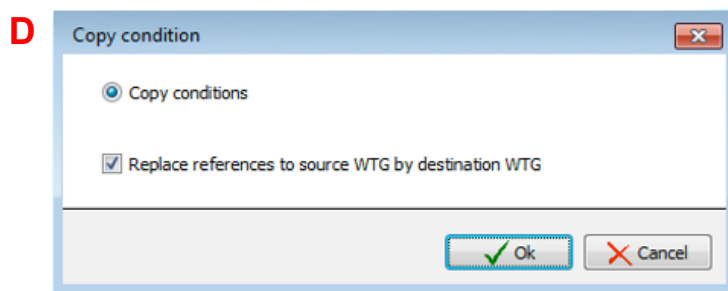 D
Copy condition
Copy conditions
Replace references to source WTG by destination WTG
Ok
Cancel